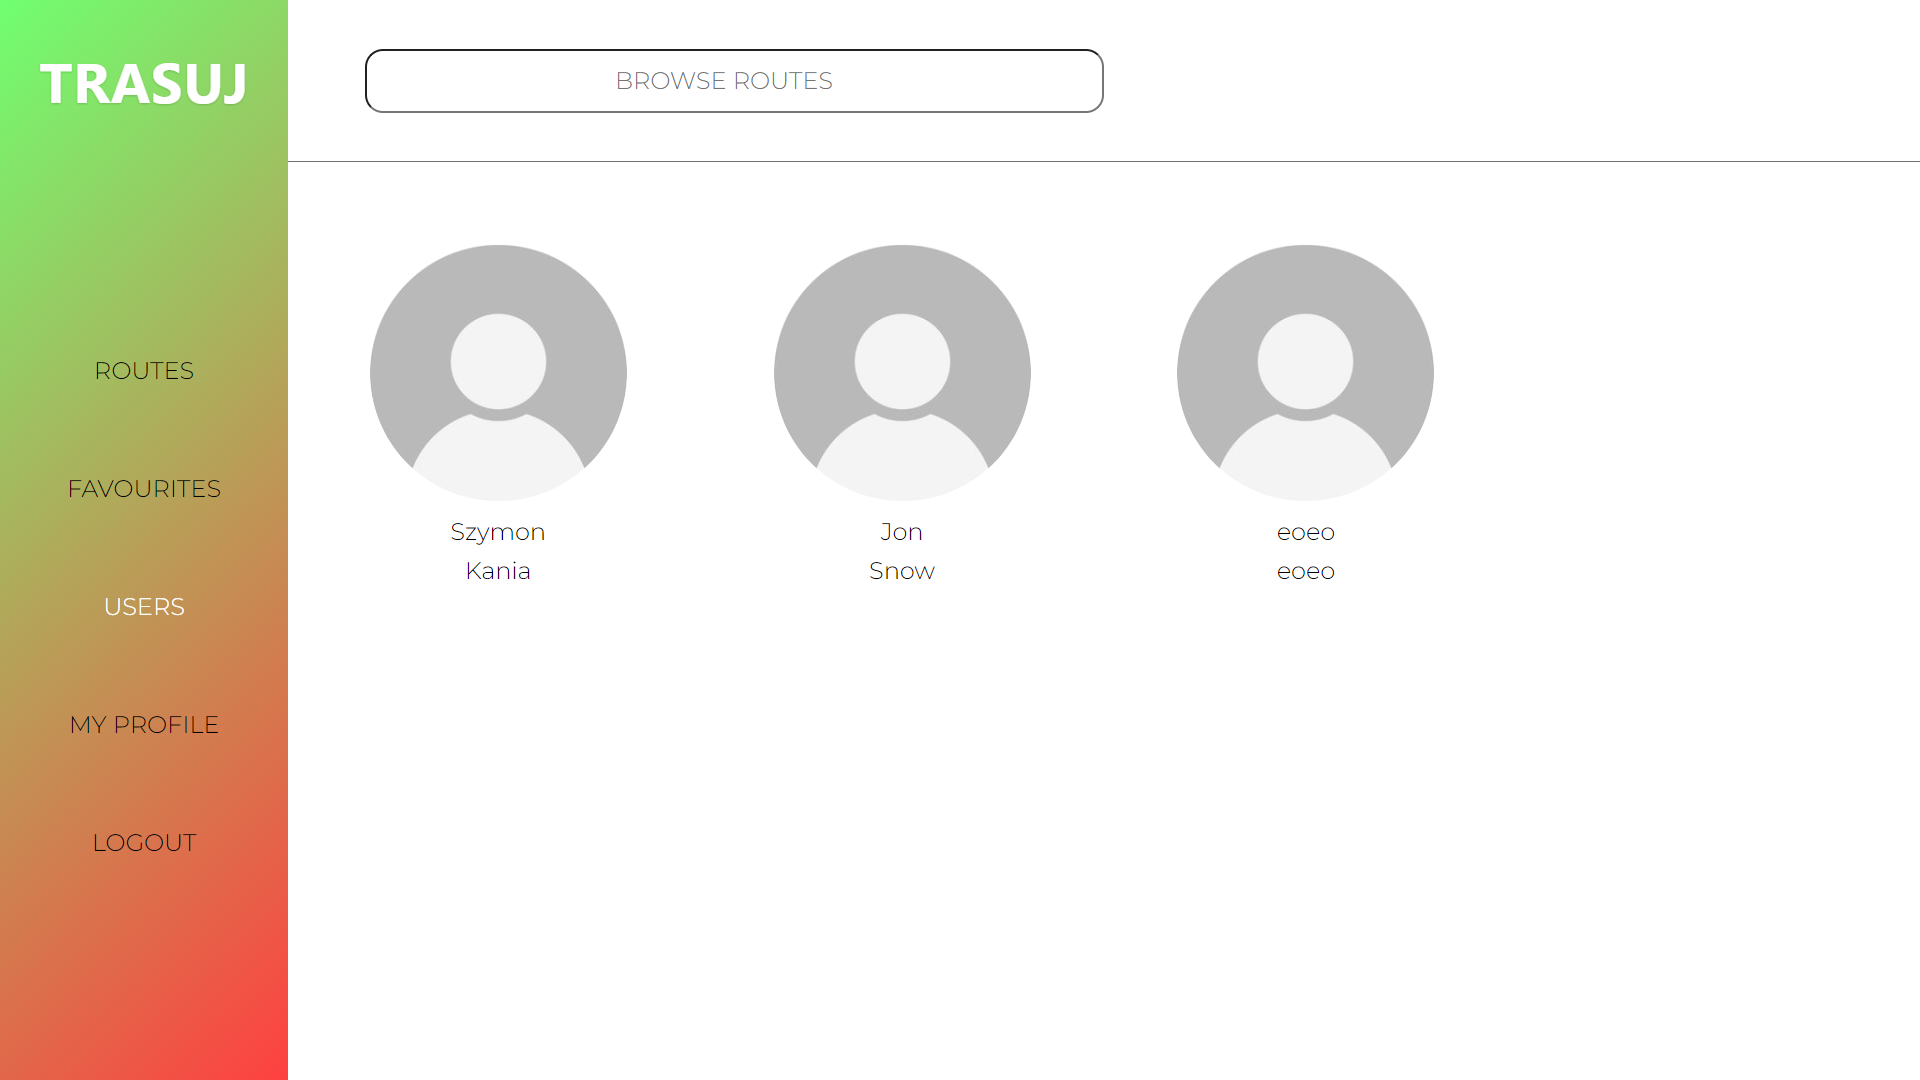 TRASUJ
BROWSE ROUTES
ROUTES
FAVOURITES
USERS
MY PROFILE
LOGOUT
Szymon
Kania
Jon
Snow
eoeo
eoeo